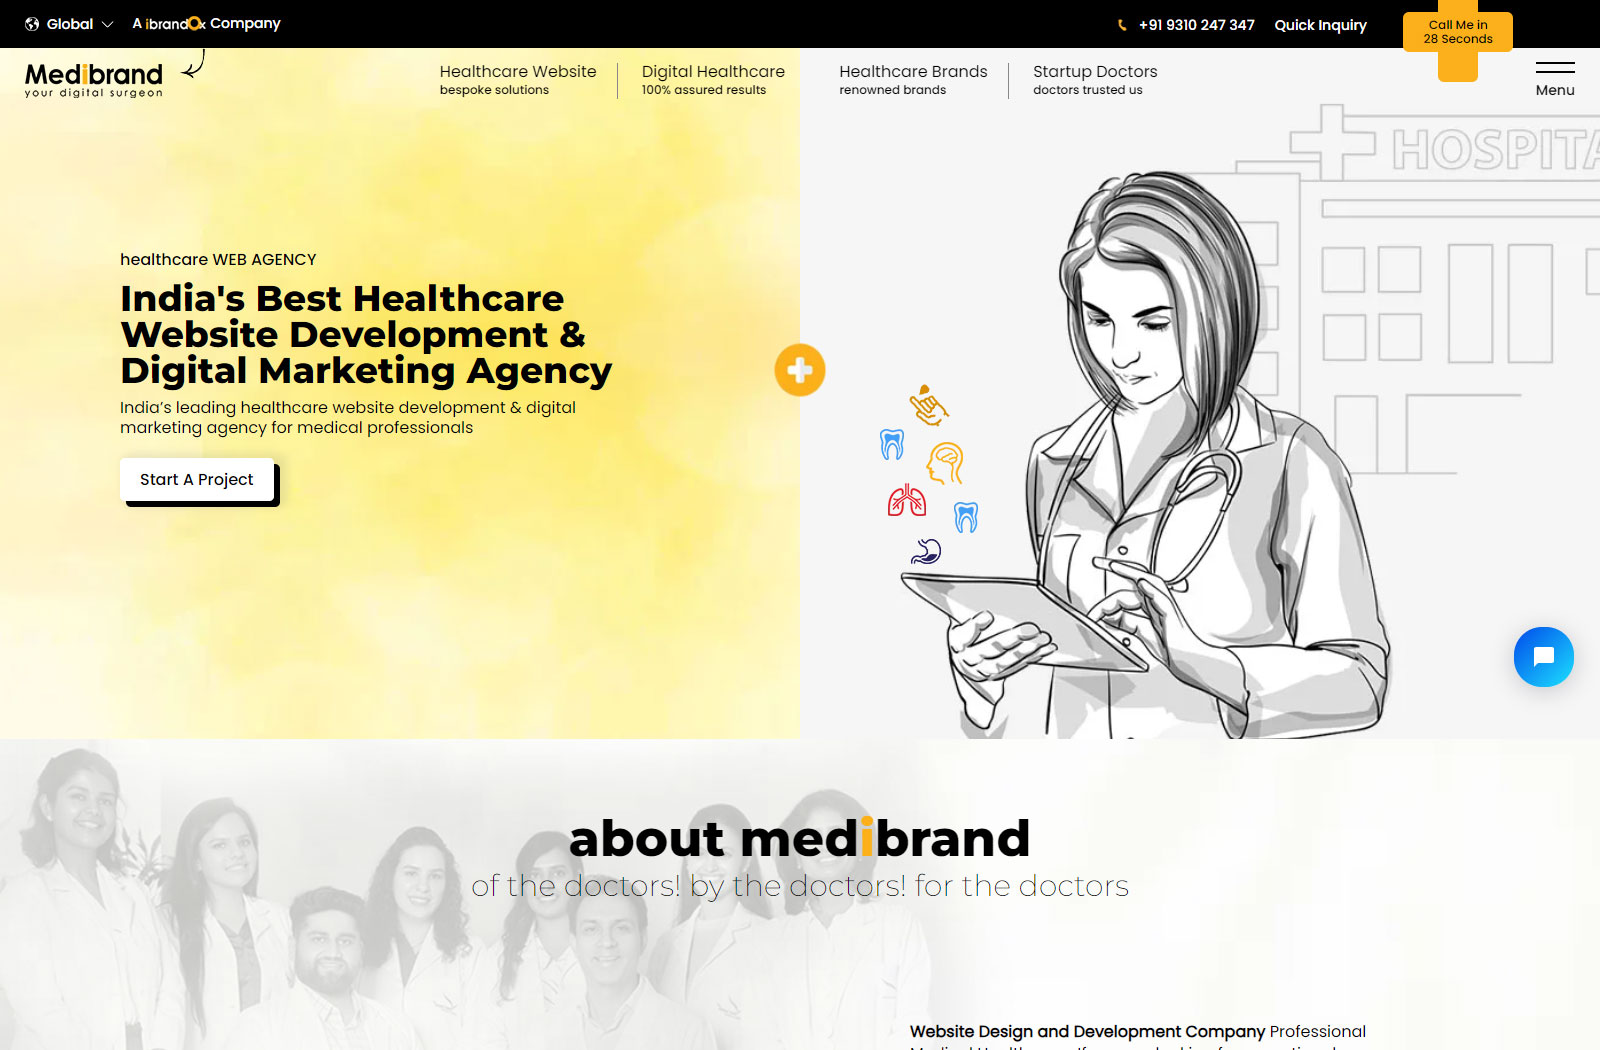 Global
A ibrandOx Company
+91 9310 247 347
Quick Inquiry
Call Me in
28 Seconds
Medibrand
your digital surgeon
Healthcare Website
bespoke solutions
Digital Healthcare
100% assured results
Healthcare Brands
renowned brands
Startup Doctors
doctors trusted us
Menu
healthcare WEB AGENCY
India's Best Healthcare
Website Development &
Digital Marketing Agency
India’s leading healthcare website development & digital
marketing agency for medical professionals
Start A Project
about medibrand
of the doctors! by the doctors! for the doctors
Website Design and Development Company Professional